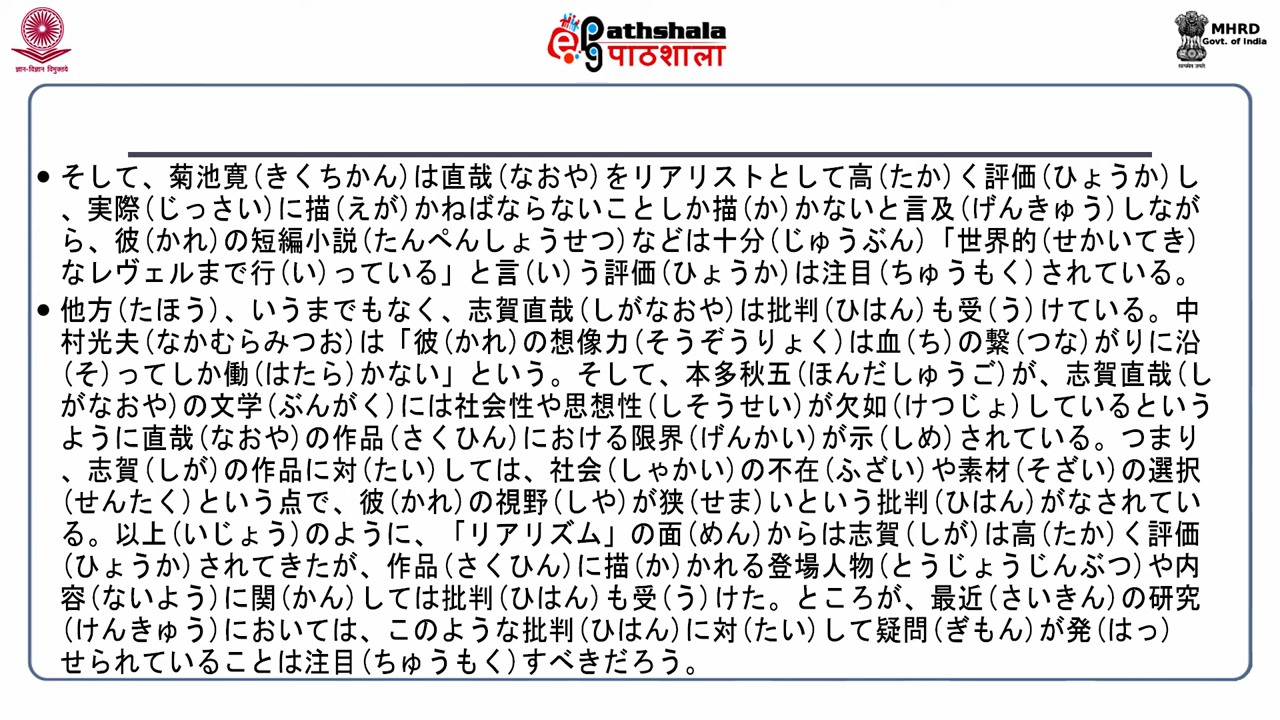 ज्ञान-विज्ञान विमुक्तये
ePathshala
पाठशाला
MHRD
Govt. of India
सत्यमेव जयते
• そして、菊池寛(きくちかん)は直哉(なおや)をリアリストとして高(たか)く評価(ひょうか)し
、実際(じっさい)に描(えが)かねばならないことしか描(か)かないと言及(げんきゅう)しなが
ら、彼(かれ)の短編小説(たんぺんしょうせつ)などは十分(じゅうぶん)「世界的(せかいてき)
なレヴェルまで行(い)っている」と言(い)う評価(ひょうか)は注目(ちゅうもく)されている。
• 他方(たほう)、いうまでもなく、志賀直哉(しがなおや)は批判(ひはん)も受(う)けている。中
村光夫(なかむらみつお)は「彼(かれ)の想像力(そうぞうりょく)は血(ち)の繋(つな)がりに沿
(そ)ってしか働(はたら)かない」という。そして、本多秋五(ほんだしゅうご)が、志賀直哉(し
がなおや)の文学(ぶんがく)には社会性や思想性(しそうせい)が欠如(けつじょ)しているという
ように直哉(なおや)の作品(さくひん)における限界(げんかい)が示(しめ)されている。つまり
、志賀(しが)の作品に対(たい)しては、社会(しゃかい)の不在(ふざい)や素材(そざい)の選択
(せんたく)という点で、彼(かれ)の視野(しや)が狭(せま)いという批判(ひはん)がなされてい
る。以上(いじょう)のように、「リアリズム」の面(めん)からは志賀(しが)は高(たか)く評価
(ひょうか)されてきたが、作品(さくひん)に描(か)かれる登場人物(とうじょうじんぶつ)や内
容(ないよう)に関(かん)しては批判(ひはん)も受(う)けた。ところが、最近(さいきん)の研究
(けんきゅう)においては、このような批判(ひはん)に対(たい)して疑問(ぎもん)が発(はっ)
せられていることは注目(ちゅうもく)すべきだろう。